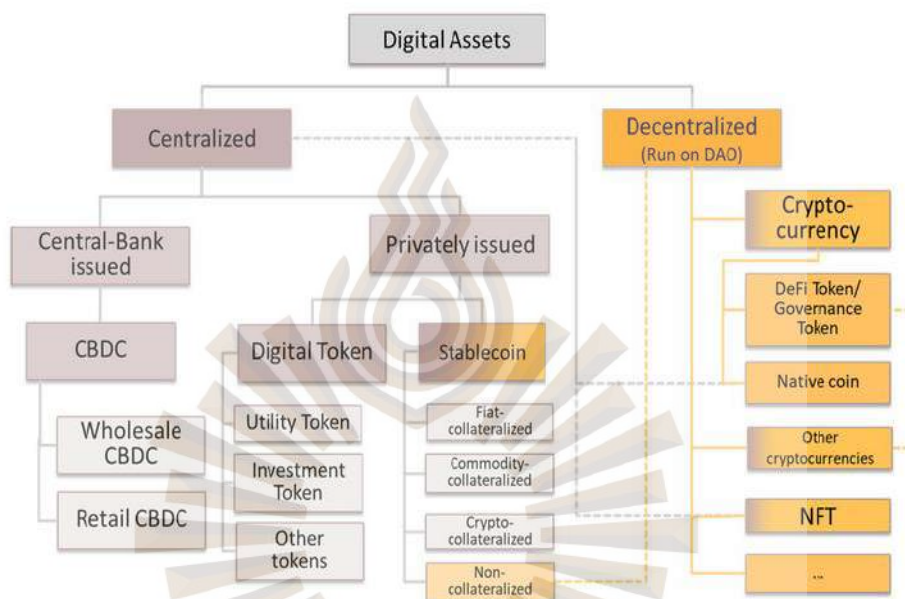 Digital Assets
Centralized
Decentralized
(Run on DAO)
Central-Bank
issued
Privately issued
Crypto-
currency
CBDC
Digital Token
Stablecoin
DeFi Token/
Governance
Token
Native coin
Wholesale
CBDC
Utility Token
Fiat-
collateralized
Other
cryptocurrencies
Retail CBDC
Investment
Token
Commodity-
collateralized
NFT
Other
tokens
Crypto-
collateralized
Non-
collateralized
...